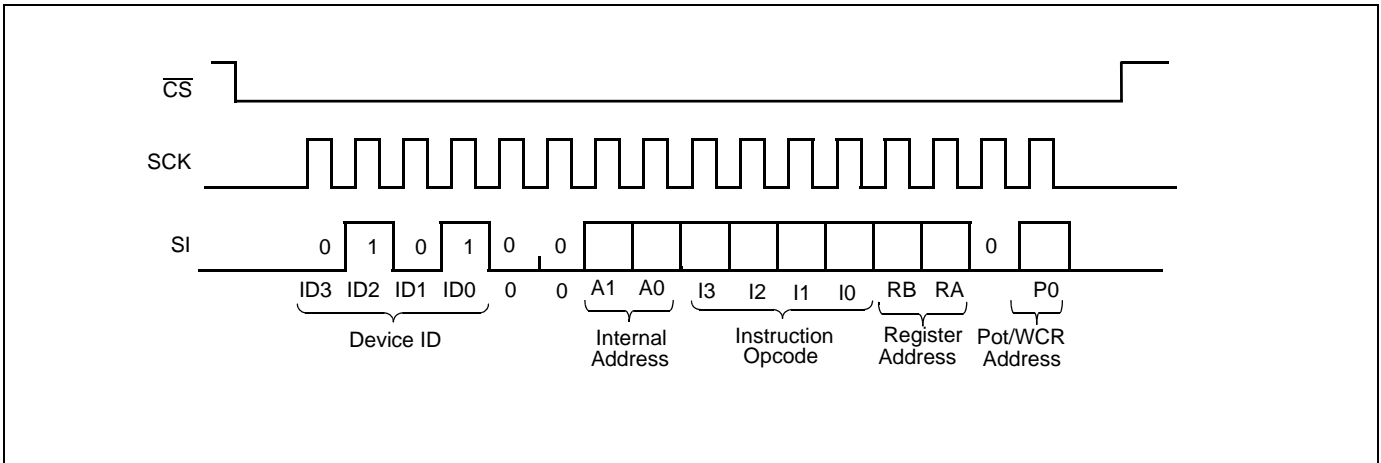 CS
SCK
SI
0 1 0 1 0 0 0
ID3 ID2 ID1 ID0 0 0 A1 A0 I3 I2 I1 I0 RB RA P0
Device ID
Internal
Address
Instruction
Opcode
Register
Address
Pot/WCR
Address